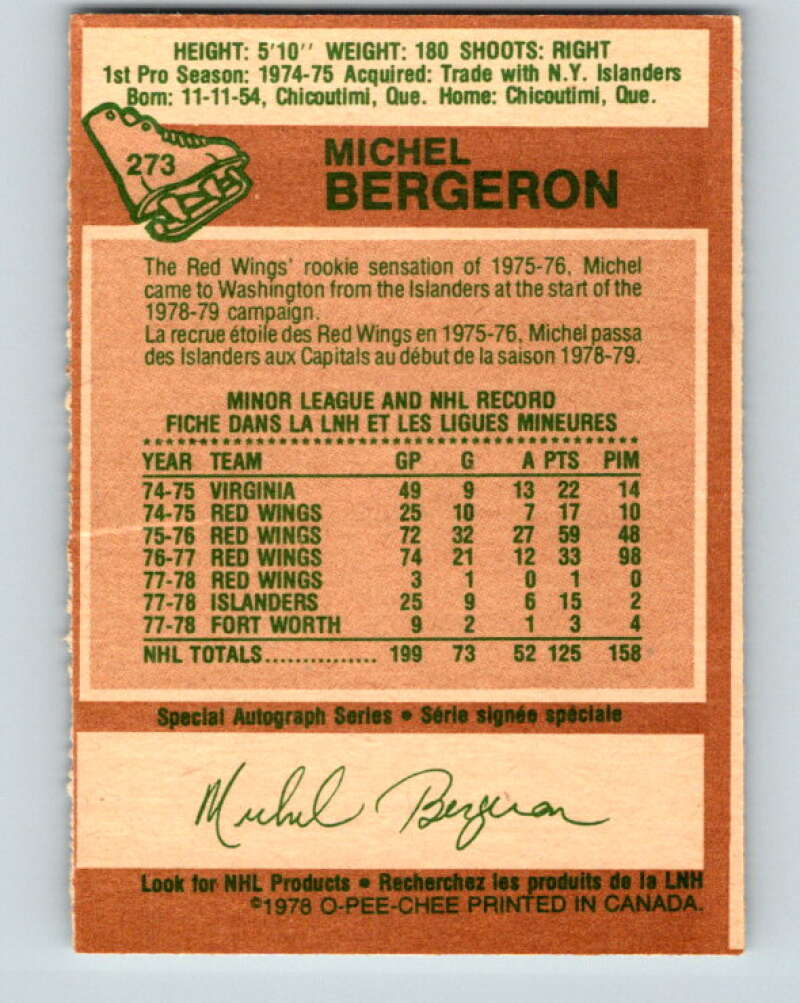 HEIGHT: 5'10'' WEIGHT: 180 SHOOTS: RIGHT
1st Pro Season: 1974-75 Acquired: Trade with N.Y. Islanders
Born: 11-11-54, Chicoutimi, Que. Home: Chicoutimi, Que.
273
MICHEL
BERGERON
The Red Wings' rookie sensation of 1975-76, Michel
came to Washington from the Islanders at the start of the
1978-79 campaign.
La recrue étoile des Red Wings en 1975-76, Michel passa
des Islanders aux Capitals au début de la saison 1978-79.
MINOR LEAGUE AND NHL RECORD
FICHE DANS LA LNH ET LES LIGUES MINEURES
YEAR TEAM GP G A PTS PIM
74-75 VIRGINIA 49 9 13 22 14
74-75 RED WINGS 25 10 7 17 10
75-76 RED WINGS 72 32 27 59 48
76-77 RED WINGS 74 21 12 33 98
77-78 RED WINGS 3 1 0 1 0
77-78 ISLANDERS 25 9 6 15 2
77-78 FORT WORTH 9 2 1 3 4
NHL TOTALS............... 199 73 52 125 158
Special Autograph Series • Série signée spéciale
Michel Bergeron
Look for NHL Products • Recherchez les produits de la LNH
©1978 O-PEE-CHEE PRINTED IN CANADA.